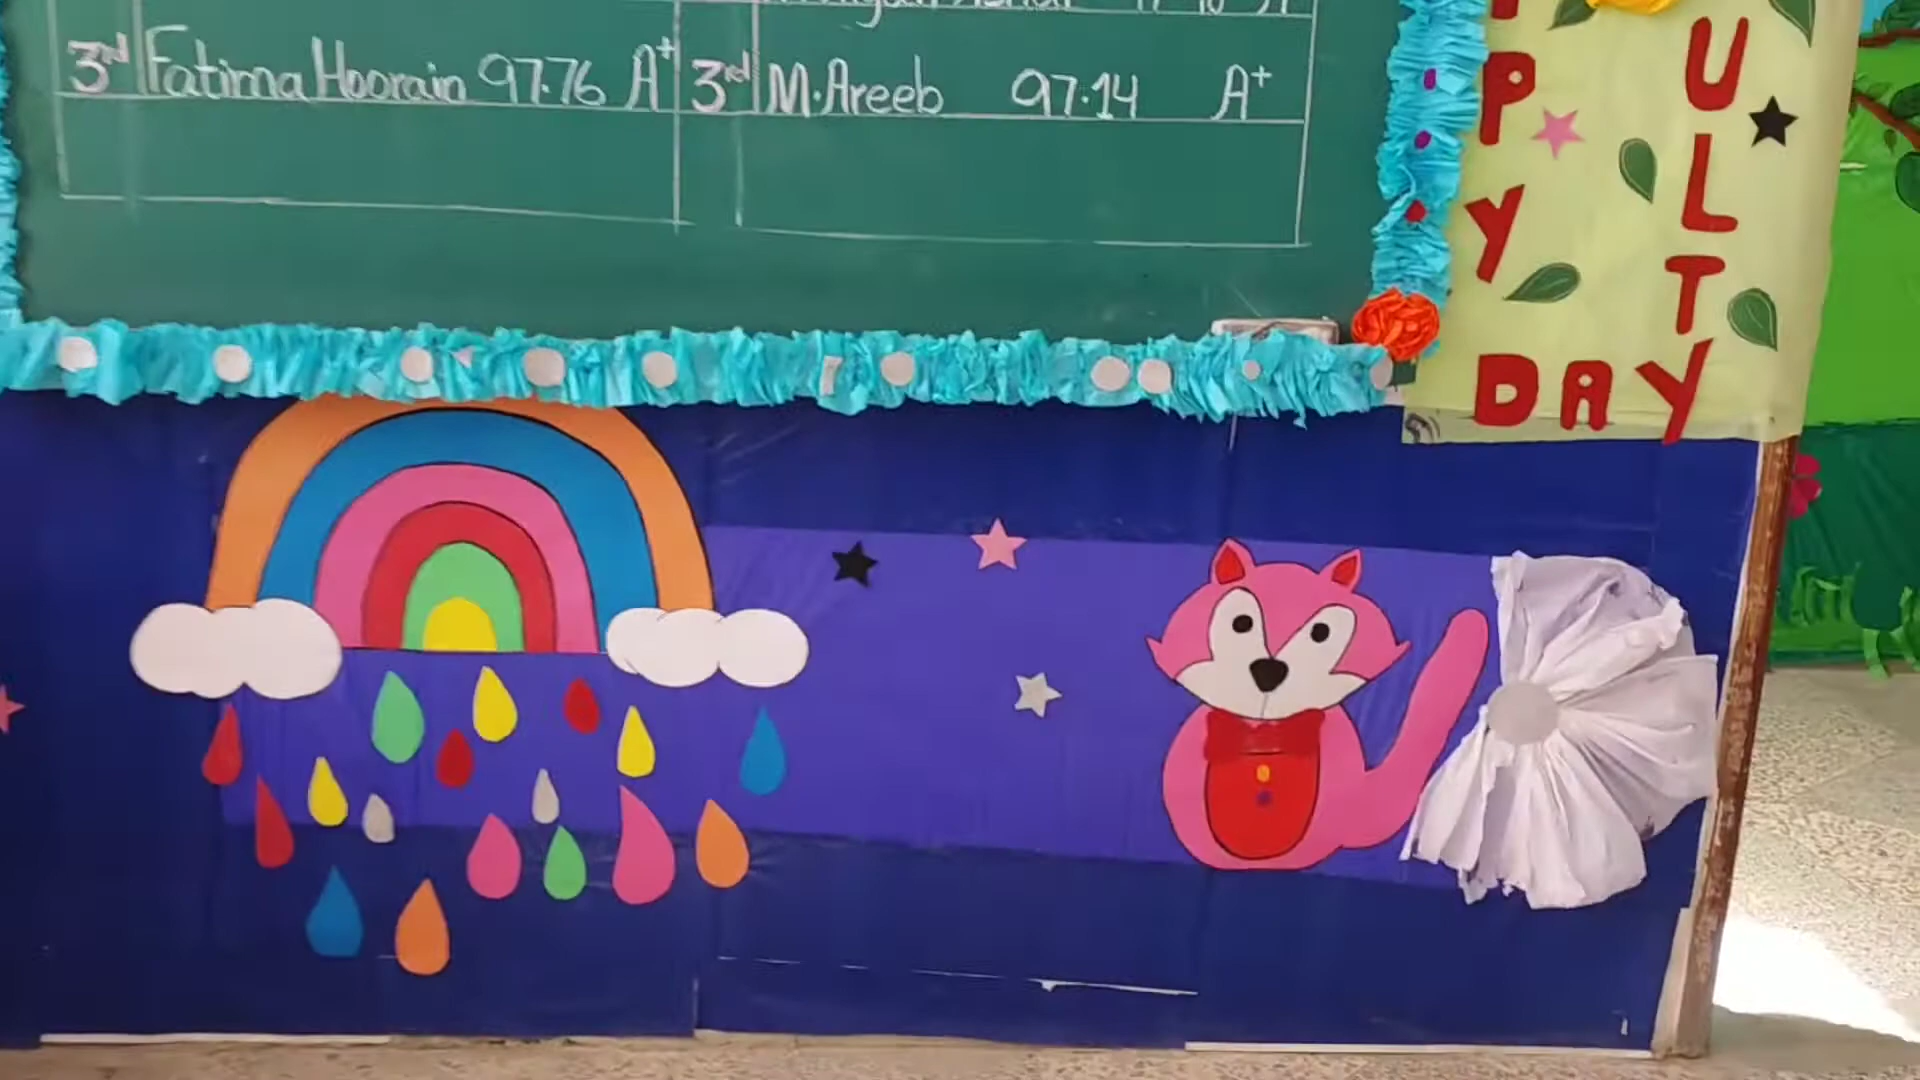 3rd Fatima Hoorain 97.76 A+ 3rd M.Areeb 97.14 A+
P U
Y L
T
DAY